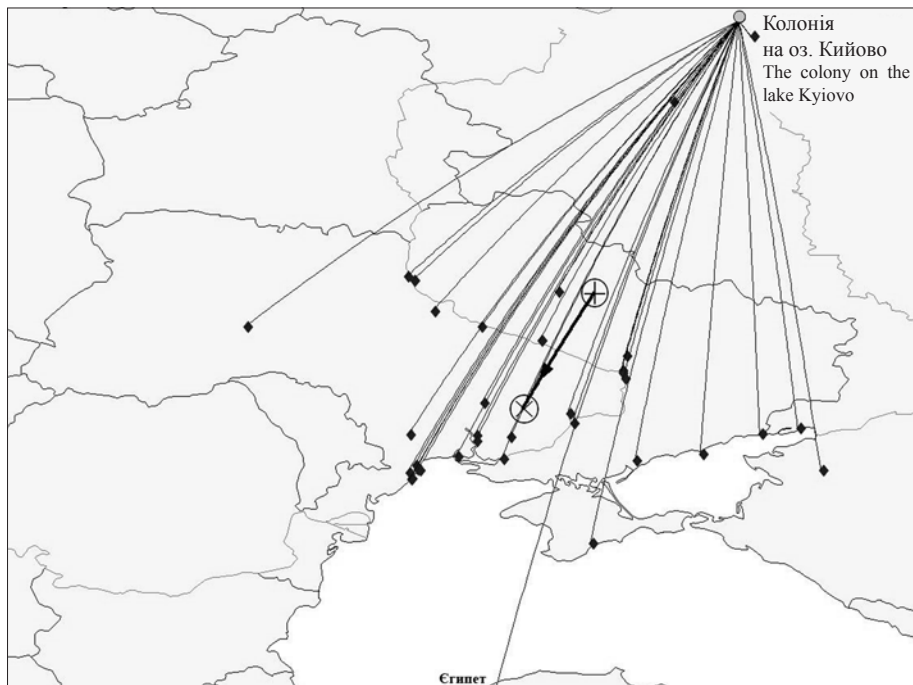 Колонія
на оз. Кийово
The colony on the
lake Kyiovo
Єгипет